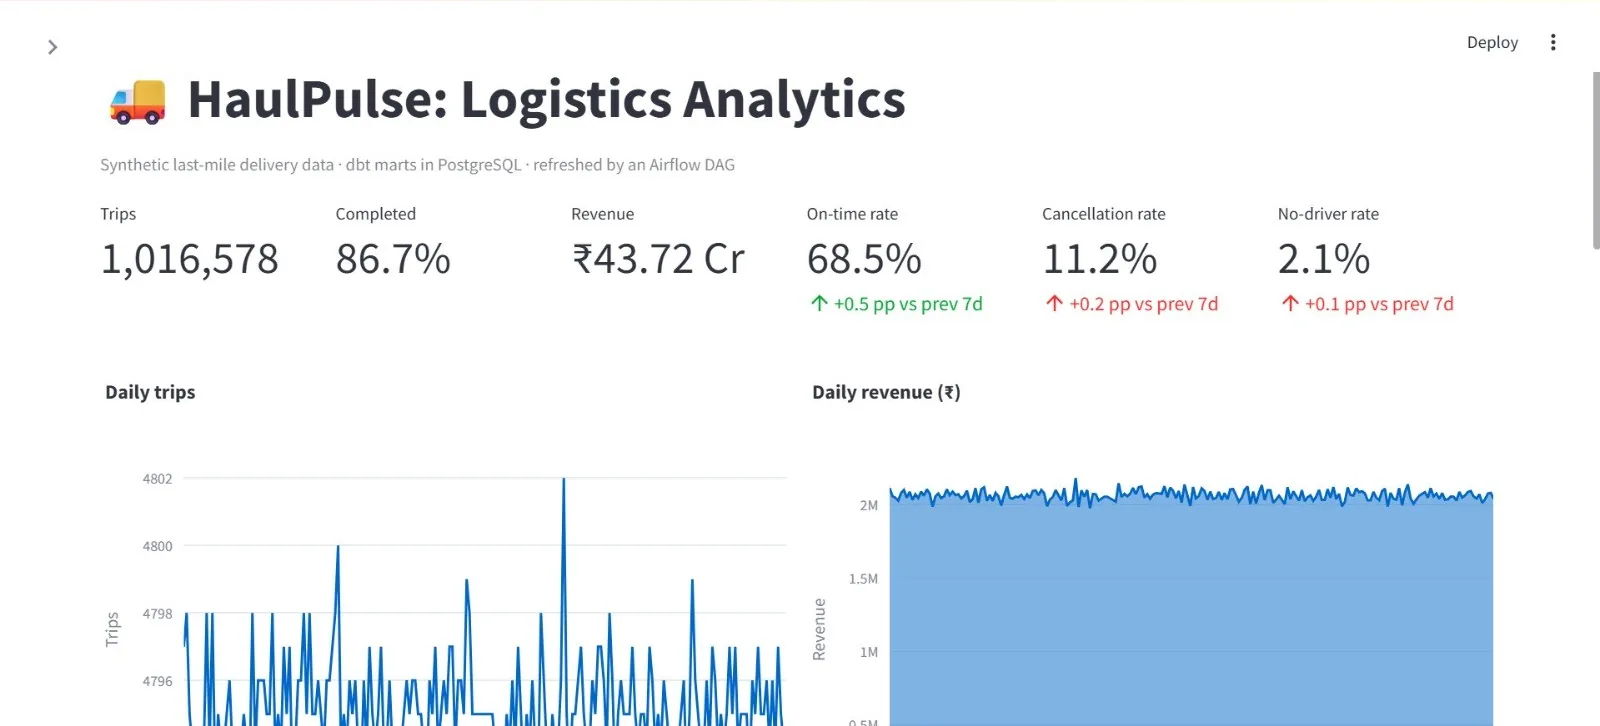 Deploy
HaulPulse: Logistics Analytics
Synthetic last-mile delivery data · dbt marts in PostgreSQL · refreshed by an Airflow DAG
Trips
1,016,578
Completed
86.7%
Revenue
₹43.72 Cr
On-time rate
68.5%
↑ +0.5 pp vs prev 7d
Cancellation rate
11.2%
↑ +0.2 pp vs prev 7d
No-driver rate
2.1%
↑ +0.1 pp vs prev 7d
Daily trips
4802
4800
4798
4796
Trips
Daily revenue (₹)
2M
1.5M
1M
0.5M
Revenue